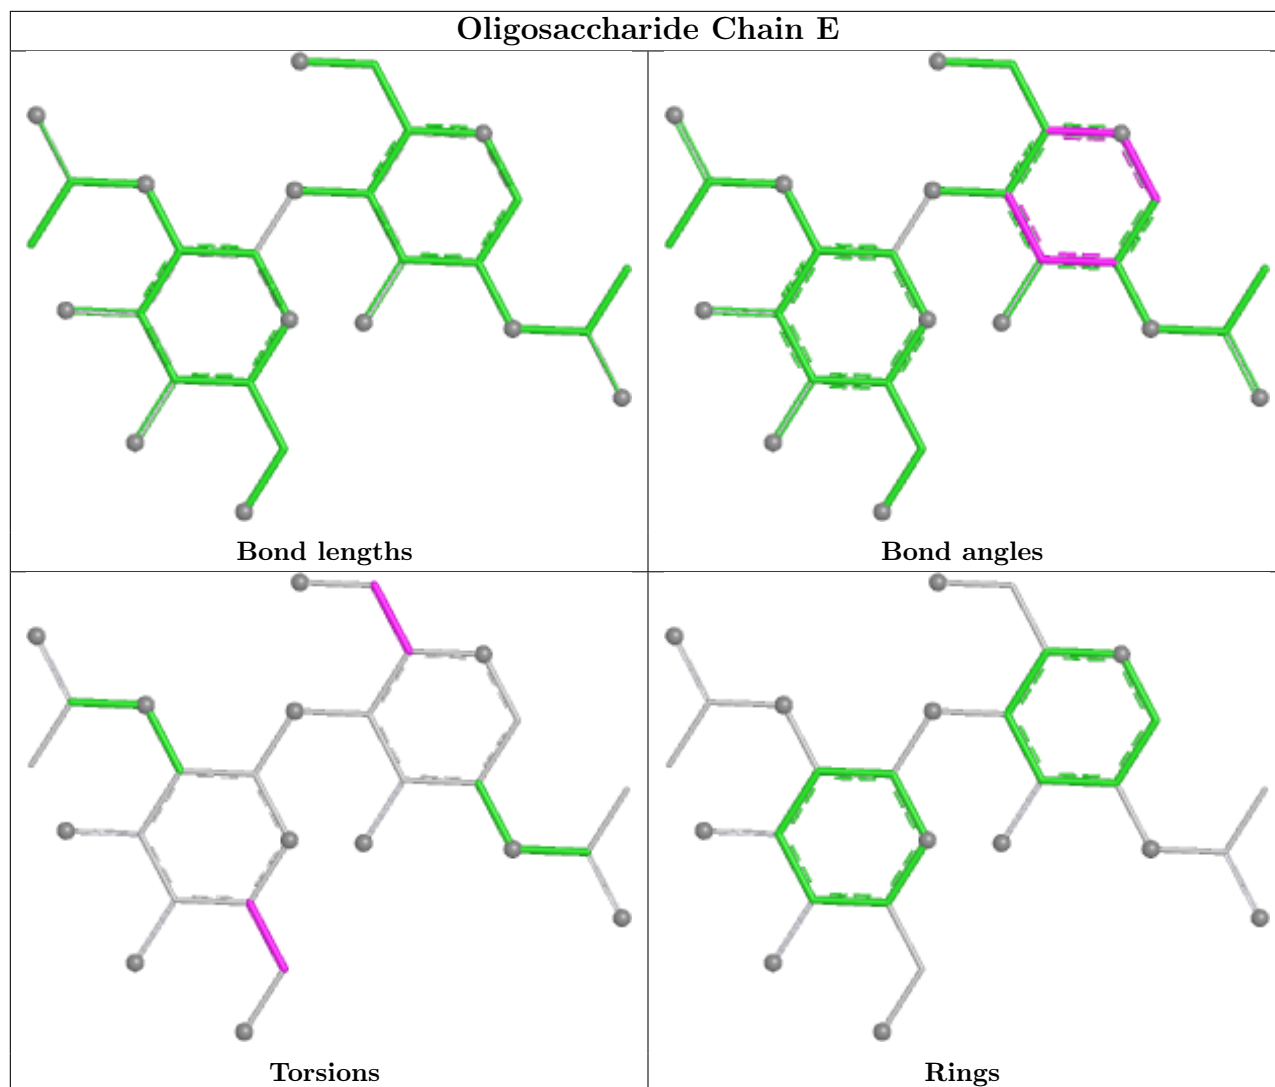 Oligosaccharide Chain E
Bond lengths
Bond angles
Torsions
Rings